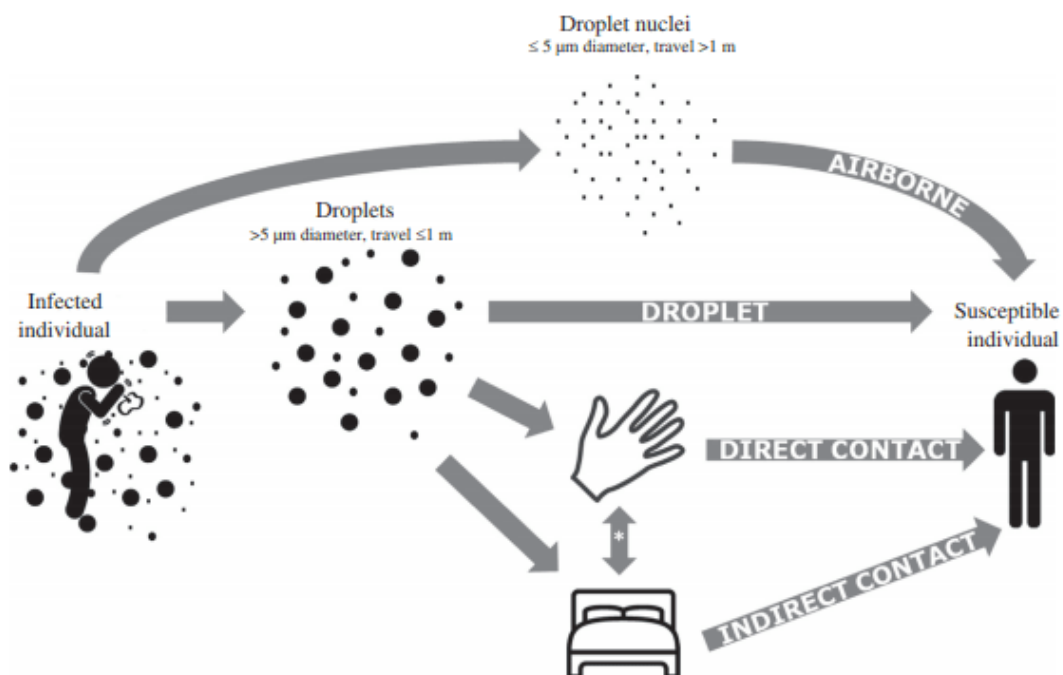 Droplet nuclei
≤ 5 µm diameter, travel >1 m
AIRBORNE
Droplets
>5 µm diameter, travel ≤1 m
Infected
individual
DROPLET
Susceptible
individual
DIRECT CONTACT
*
INDIRECT CONTACT